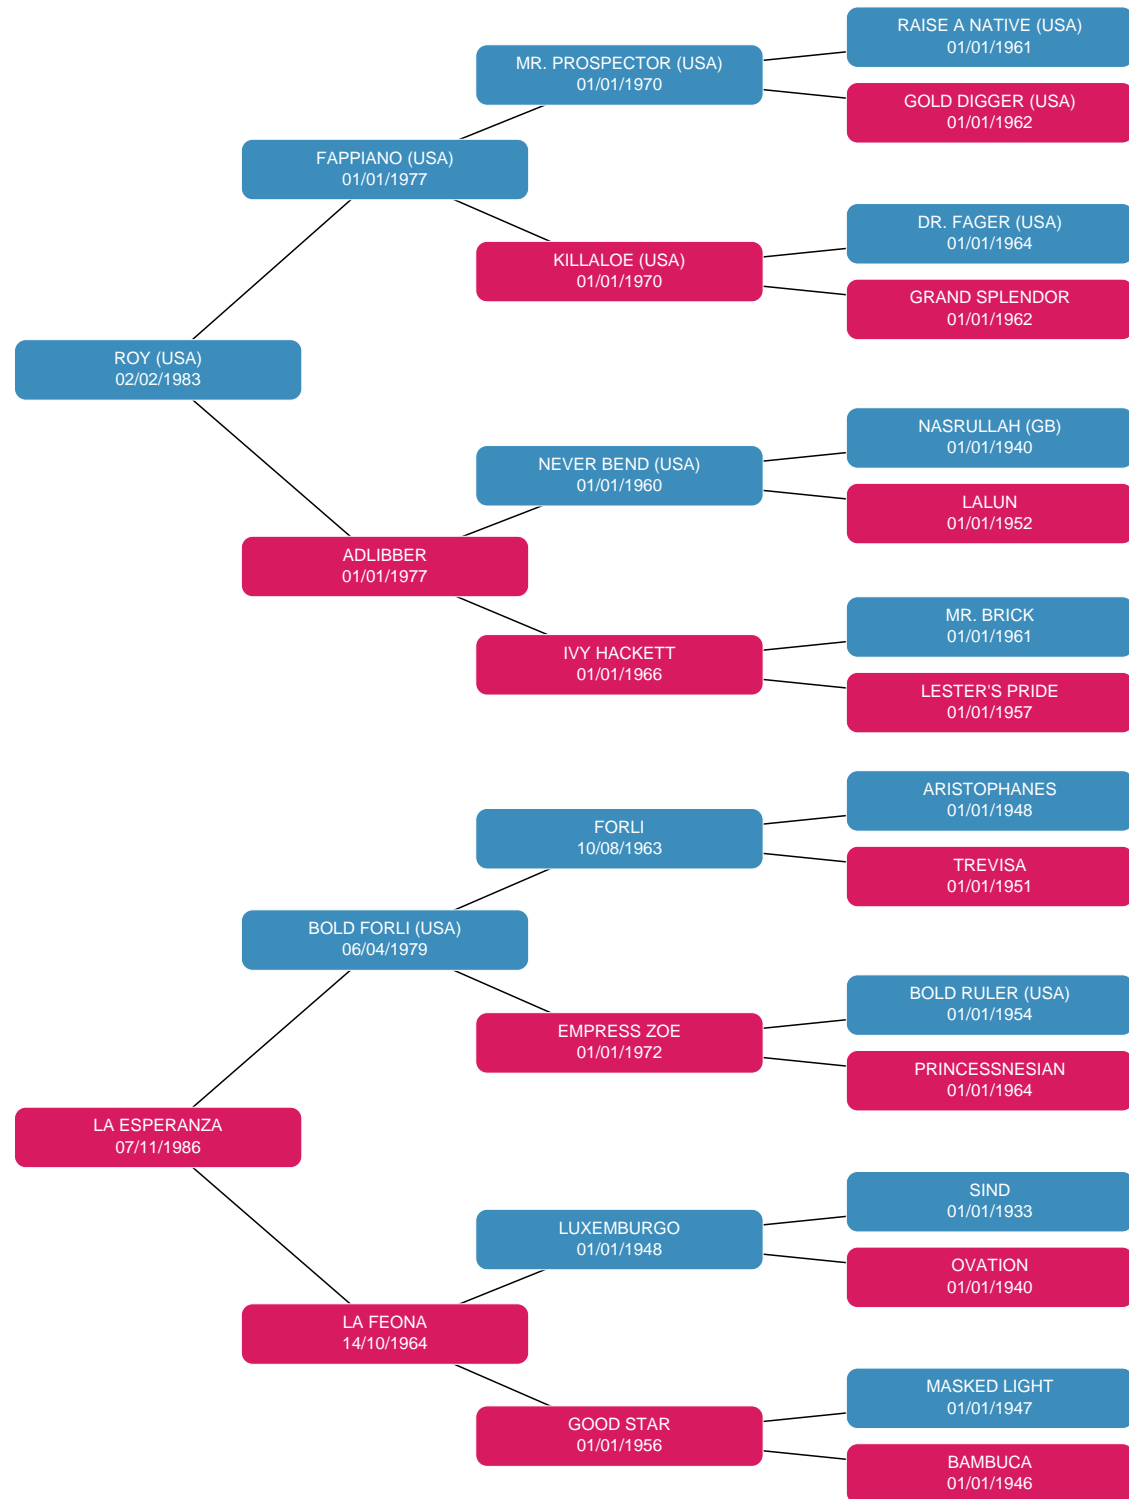 RAISE A NATIVE (USA)
01/01/1961
MR. PROSPECTOR (USA)
01/01/1970
GOLD DIGGER (USA)
01/01/1962
FAPPIANO (USA)
01/01/1977
DR. FAGER (USA)
01/01/1964
KILLALOE (USA)
01/01/1970
GRAND SPLENDOR
01/01/1962
ROY (USA)
02/02/1983
NASRULLAH (GB)
01/01/1940
NEVER BEND (USA)
01/01/1960
LALUN
01/01/1952
ADLIBBER
01/01/1977
MR. BRICK
01/01/1961
IVY HACKETT
01/01/1966
LESTER'S PRIDE
01/01/1957
ARISTOPHANES
01/01/1948
FORLI
10/08/1963
TREVISA
01/01/1951
BOLD FORLI (USA)
06/04/1979
BOLD RULER (USA)
01/01/1954
EMPRESS ZOE
01/01/1972
PRINCESSNESIAN
01/01/1964
LA ESPERANZA
07/11/1986
SIND
01/01/1933
LUXEMBURGO
01/01/1948
OVATION
01/01/1940
LA FEONA
14/10/1964
MASKED LIGHT
01/01/1947
GOOD STAR
01/01/1956
BAMBUCA
01/01/1946